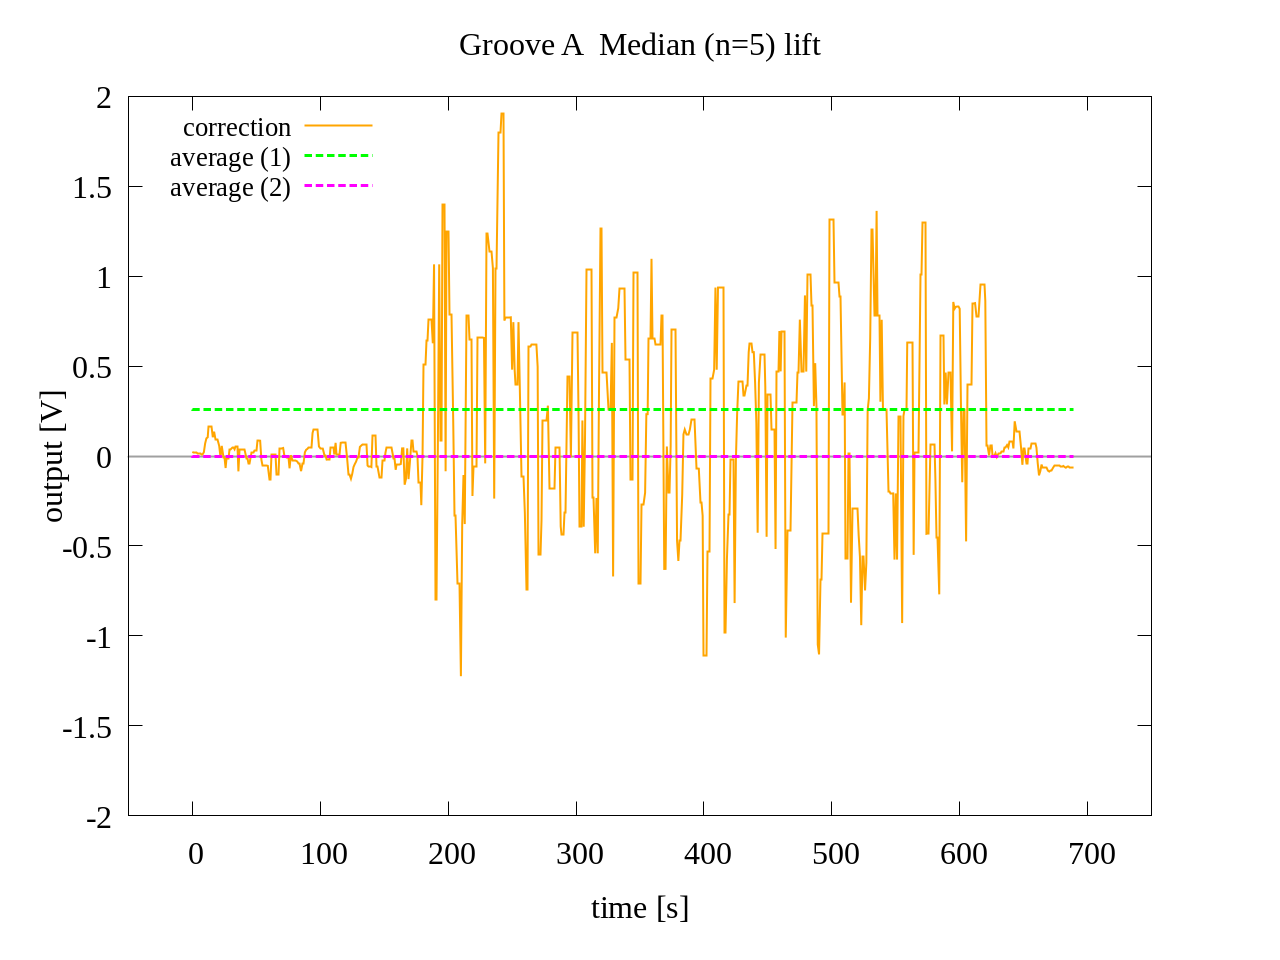 Groove A  Median (n=5) lift
correction
average (1)
average (2)
2
1.5
1
0.5
0
-0.5
-1
-1.5
-2
output [V]
0 100 200 300 400 500 600 700
time [s]